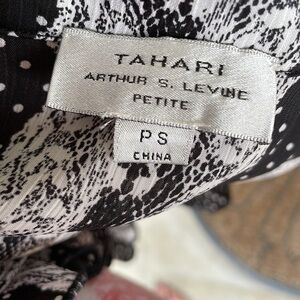 TAHARI
ARTHUR S. LEVINE
PETITE
PS
CHINA